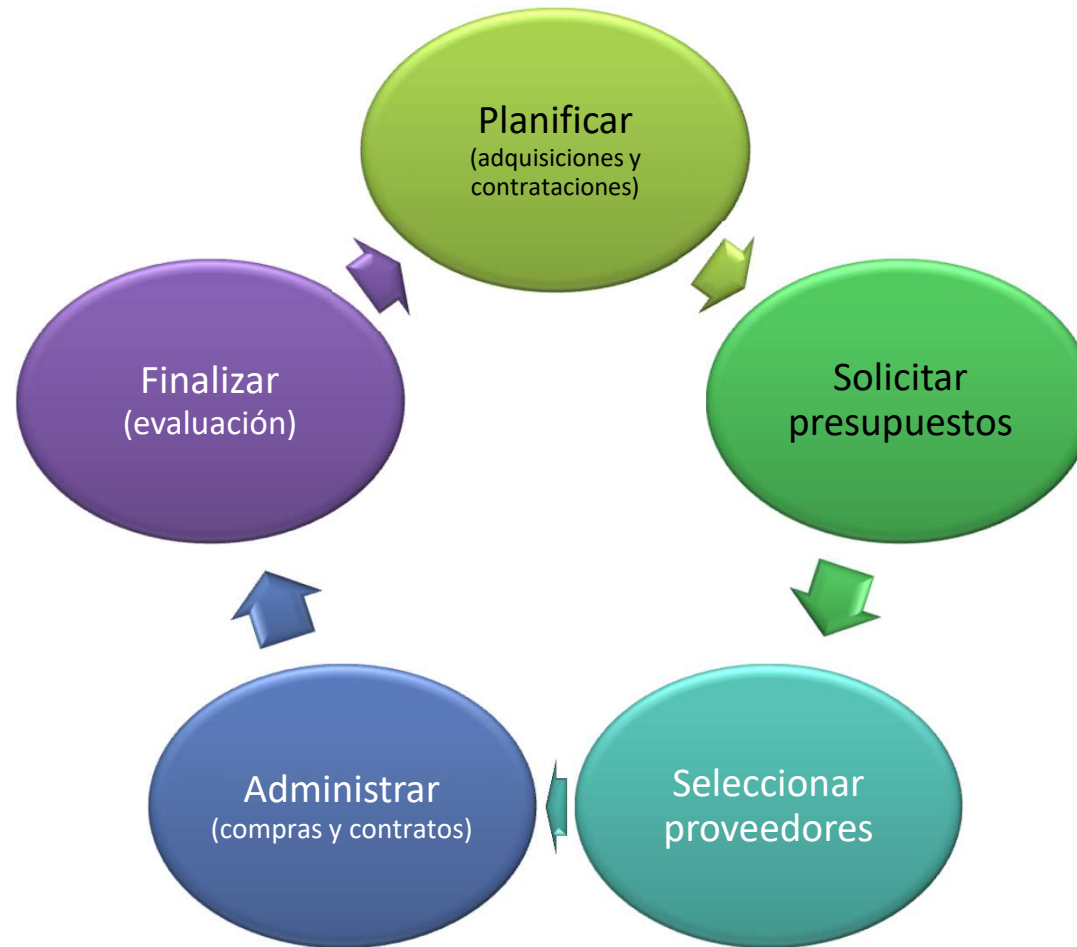 Planificar
(adquisiciones y
contrataciones)
Solicitar
presupuestos
Seleccionar
proveedores
Administrar
(compras y contratos)
Finalizar
(evaluación)